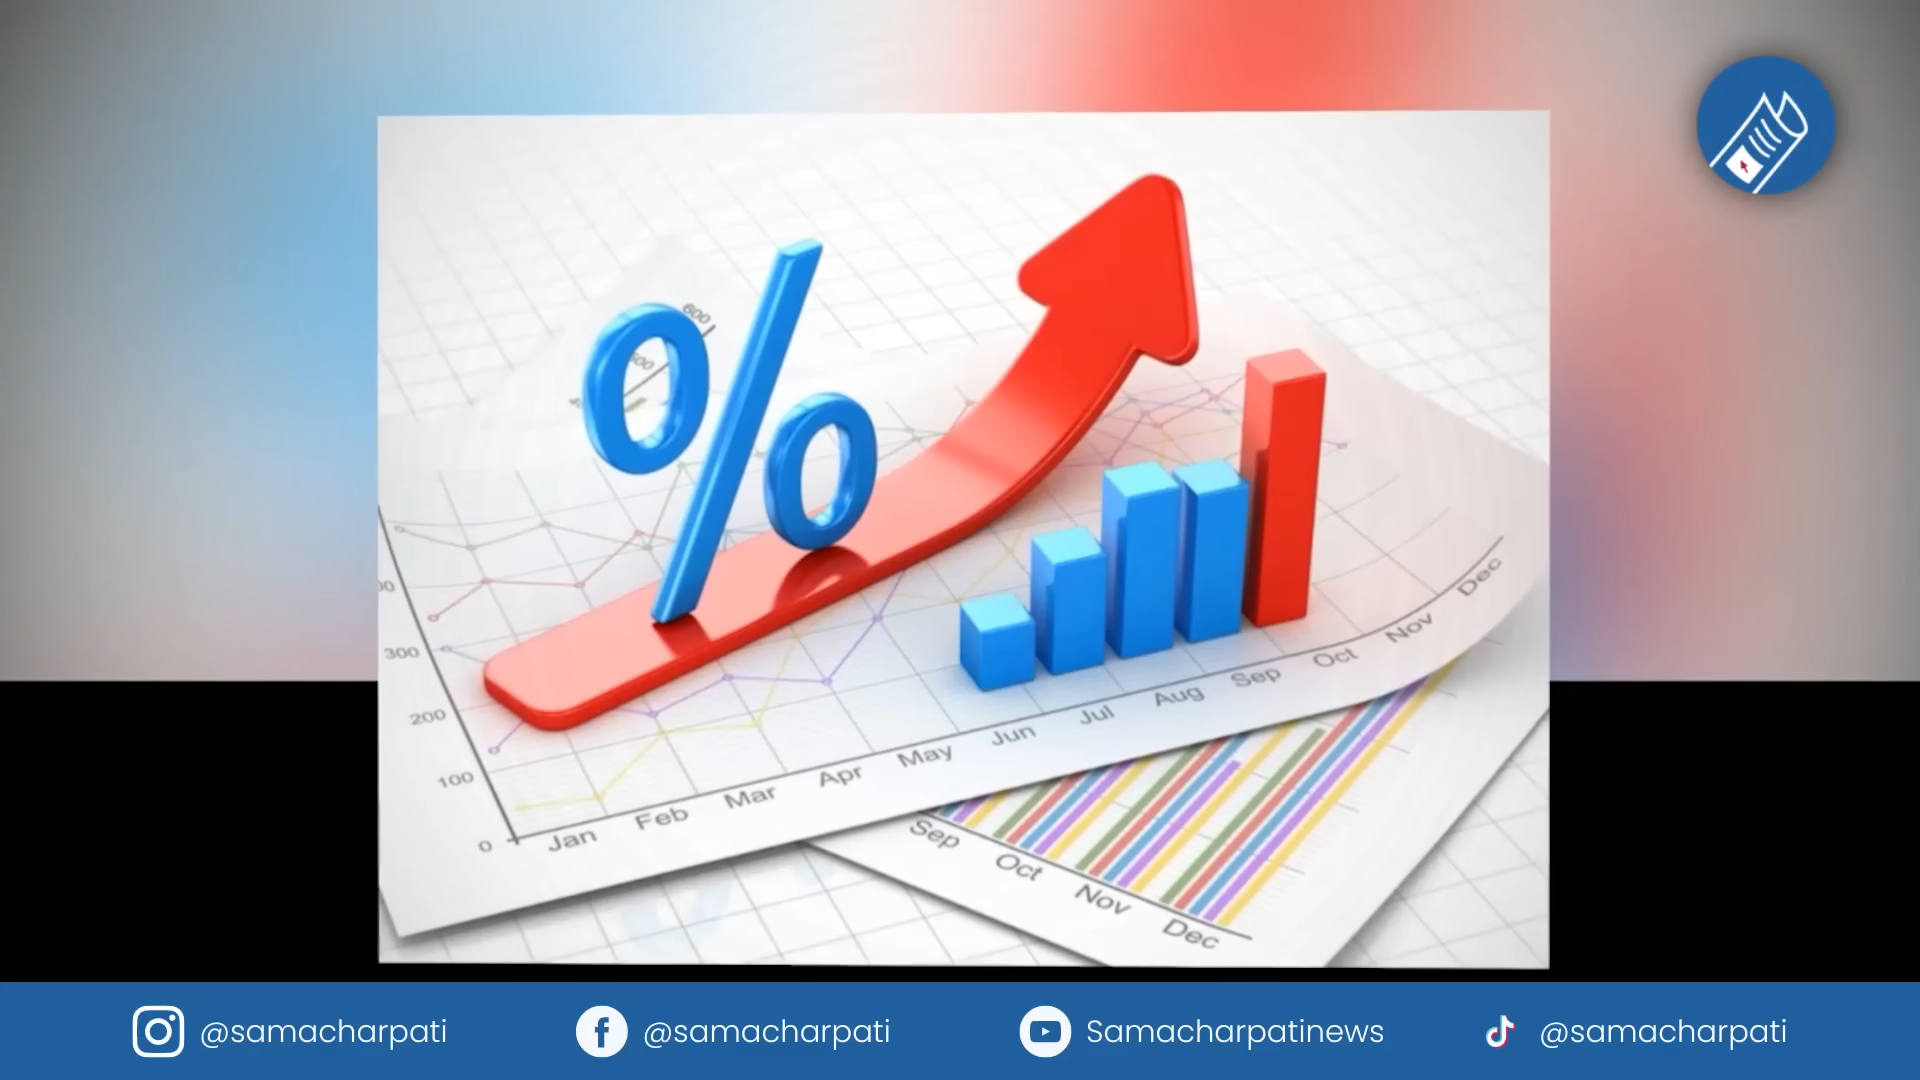 %
600
300
200
100
0
Jan Feb Mar Apr May Jun Jul Aug Sep Oct Nov Dec
Sep Oct Nov Dec
@samacharpati
@samacharpati
Samacharpatinews
@samacharpati